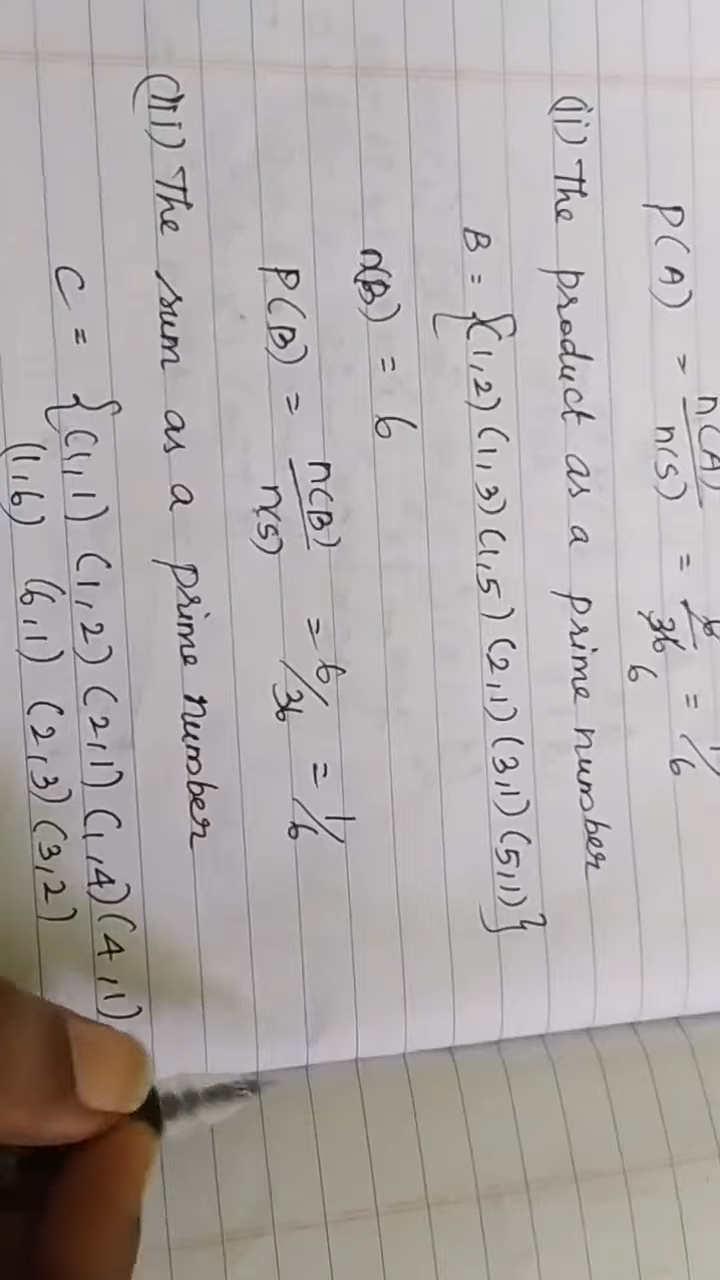 P(A) = n(A)/n(S) = 6/36 = 1/6
6
(ii) The product as a prime number
B = {(1,2) (1,3) (1,5) (2,1) (3,1) (5,1)}
n(B) = 6
P(B) = n(B)/n(S) = 6/36 = 1/6
(iii) The sum as a prime number
C = {(1,1) (1,2) (2,1) (1,4) (4,1)
(1,6) (6,1) (2,3) (3,2)